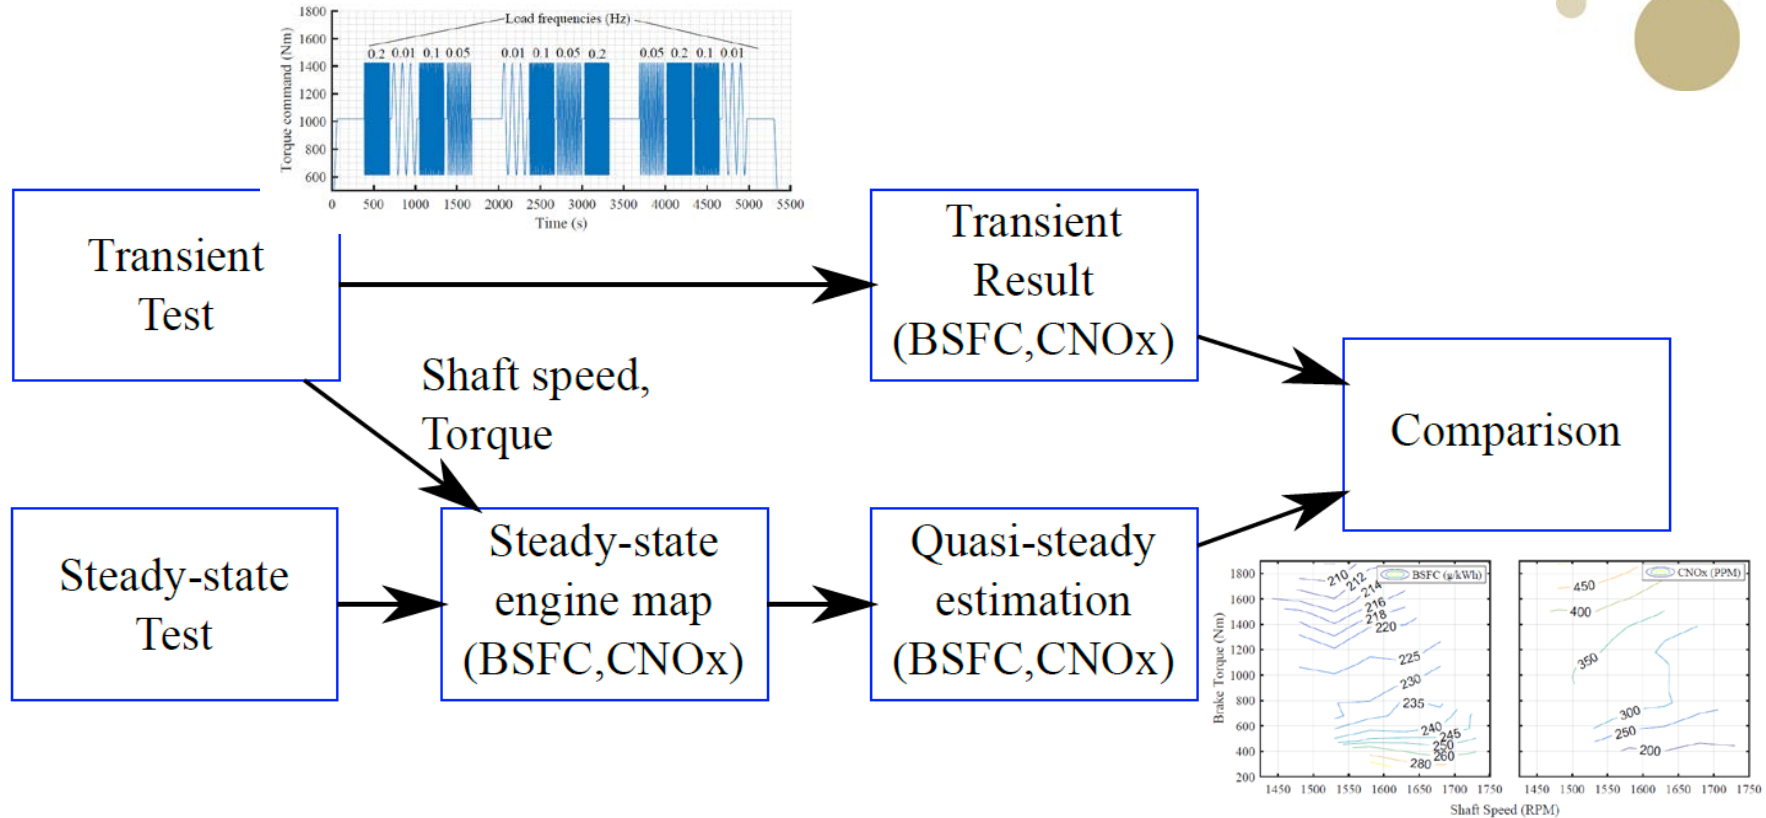 Load frequencies (Hz)
0.2 0.01 0.1 0.05 0.01 0.1 0.05 0.2 0.05 0.2 0.1 0.01
Torque command (Nm)
1800
1600
1400
1200
1000
800
600
0 500 1000 1500 2000 2500 3000 3500 4000 4500 5000 5500
Time (s)
Transient
Test
Transient
Result
(BSFC,CNOx)
Shaft speed,
Torque
Comparison
Steady-state
Test
Steady-state
engine map
(BSFC,CNOx)
Quasi-steady
estimation
(BSFC,CNOx)
Brake Torque (Nm)
1800
1600
1400
1200
1000
800
600
400
200
BSFC (g/kWh)
210
212
214
216
218
220
225
230
235
240
245
250
260
280
1450 1500 1550 1600 1650 1700 1750
CNOx (PPM)
450
400
350
300
250
200
1450 1500 1550 1600 1650 1700 1750
Shaft Speed (RPM)